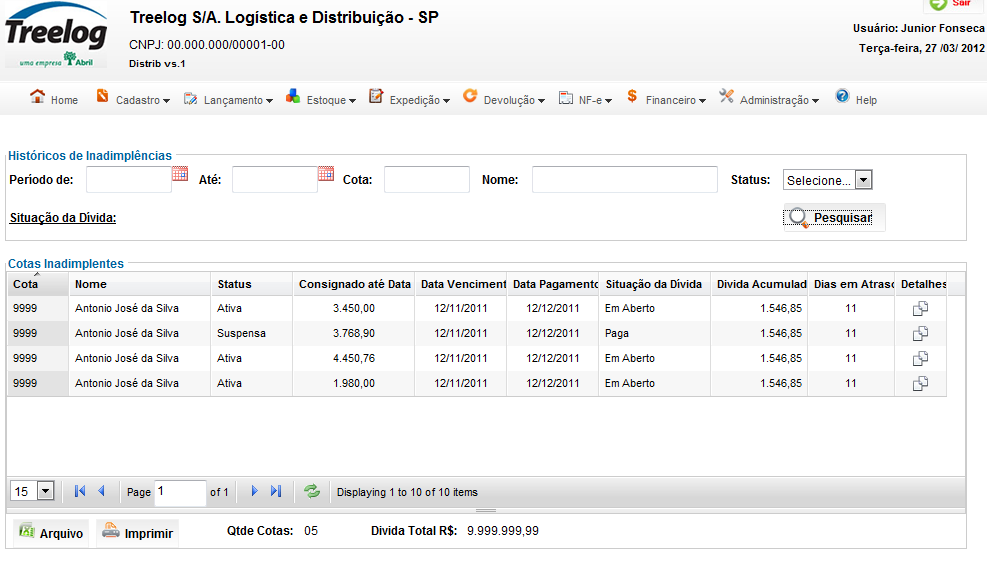 Treelog
uma empresa Abril
Treelog S/A. Logística e Distribuição - SP
CNPJ: 00.000.000/00001-00
Distrib vs.1
Sair
Usuário: Junior Fonseca
Terça-feira, 27 /03/ 2012
Home Cadastro Lançamento Estoque Expedição Devolução NF-e Financeiro Administração Help
Históricos de Inadimplências
Período de: Até: Cota: Nome: Status: Selecione...
Situação da Dívida: Pesquisar
Cotas Inadimplentes
Cota Nome Status Consignado até Data Data Venciment Data Pagamento Situação da Dívida Divida Acumulad Dias em Atraso Detalhes
9999 Antonio José da Silva Ativa 3.450,00 12/11/2011 12/12/2011 Em Aberto 1.546,85 11
9999 Antonio José da Silva Suspensa 3.768,90 12/11/2011 12/12/2011 Paga 1.546,85 11
9999 Antonio José da Silva Ativa 4.450,76 12/11/2011 12/12/2011 Em Aberto 1.546,85 11
9999 Antonio José da Silva Ativa 1.980,00 12/11/2011 12/12/2011 Em Aberto 1.546,85 11
15 Page 1 of 1 Displaying 1 to 10 of 10 items
Arquivo Imprimir Qtde Cotas: 05 Divida Total R$: 9.999.999,99